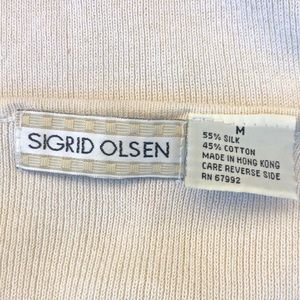 SIGRID OLSEN
M
55% SILK
45% COTTON
MADE IN HONG KONG
CARE REVERSE SIDE
RN 67992